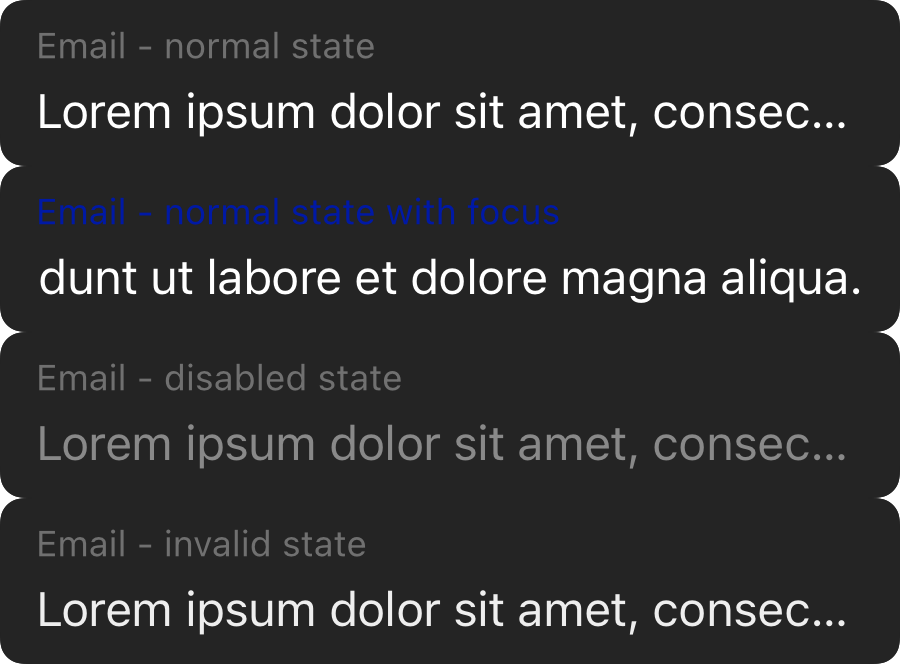 Email - normal state
Lorem ipsum dolor sit amet, consec...
Email - normal state with focus
dunt ut labore et dolore magna aliqua.
Email - disabled state
Lorem ipsum dolor sit amet, consec...
Email - invalid state
Lorem ipsum dolor sit amet, consec...